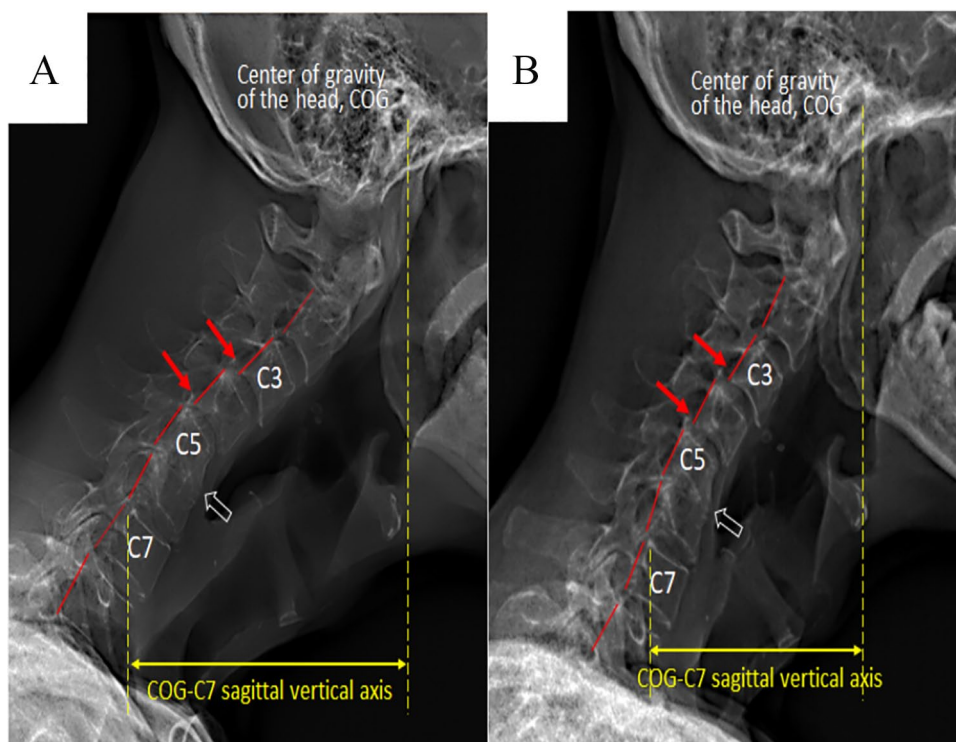 A
Center of gravity
of the head, COG
C3
C5
C7
COG-C7 sagittal vertical axis
B
Center of gravity
of the head, COG
C3
C5
C7
COG-C7 sagittal vertical axis